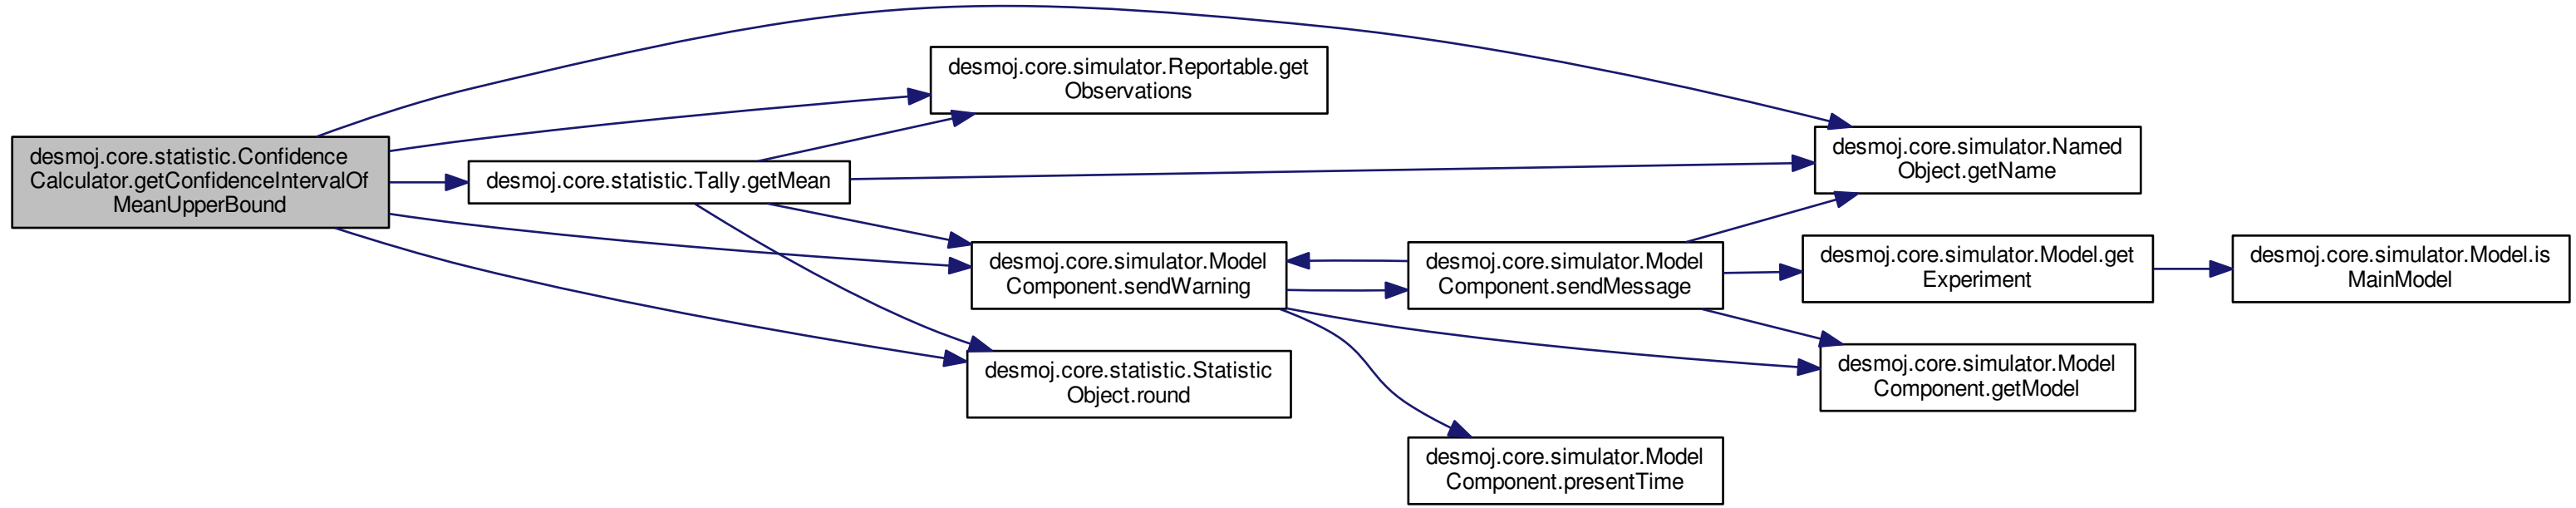 desmoj.core.statistic.Confidence
Calculator.getConfidenceIntervalOf
MeanUpperBound
desmoj.core.simulator.Reportable.get
Observations
desmoj.core.statistic.Tally.getMean
desmoj.core.simulator.Model
Component.sendWarning
desmoj.core.statistic.Statistic
Object.round
desmoj.core.simulator.Model
Component.sendMessage
desmoj.core.simulator.Model
Component.presentTime
desmoj.core.simulator.Named
Object.getName
desmoj.core.simulator.Model.get
Experiment
desmoj.core.simulator.Model
Component.getModel
desmoj.core.simulator.Model.is
MainModel